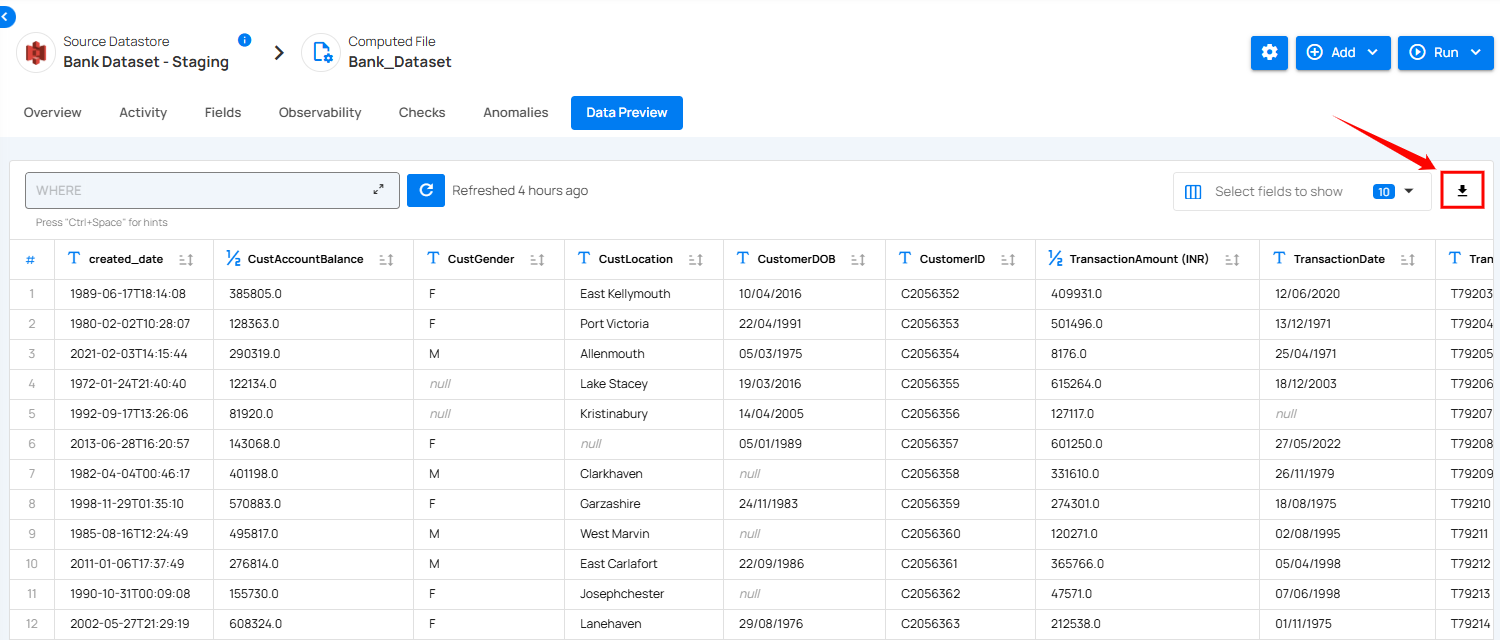 Source Datastore
Bank Dataset - Staging
Computed File
Bank_Dataset
Add
Run
Overview Activity Fields Observability Checks Anomalies Data Preview
WHERE
Refreshed 4 hours ago
Select fields to show 10
Press "Ctrl+Space" for hints
# created_date ½ CustAccountBalance CustGender CustLocation CustomerDOB CustomerID ½ TransactionAmount (INR) TransactionDate Tran
1 1989-06-17T18:14:08 385805.0 F East Kellymouth 10/04/2016 C2056352 409931.0 12/06/2020 T79203
2 1980-02-02T10:28:07 128363.0 F Port Victoria 22/04/1991 C2056353 501496.0 13/12/1971 T79204
3 2021-02-03T14:15:44 290319.0 M Allenmouth 05/03/1975 C2056354 8176.0 25/04/1971 T79205
4 1972-01-24T21:40:40 122134.0 null Lake Stacey 19/03/2016 C2056355 615264.0 18/12/2003 T79206
5 1992-09-17T13:26:06 81920.0 null Kristinabury 14/04/2005 C2056356 127117.0 null T79207
6 2013-06-28T16:20:57 143068.0 F null 05/01/1989 C2056357 601250.0 27/05/2022 T79208
7 1982-04-04T00:46:17 401198.0 M Clarkhaven null C2056358 331610.0 26/11/1979 T79209
8 1998-11-29T01:35:10 570883.0 F Garzashire 24/11/1983 C2056359 274301.0 18/08/1975 T79210
9 1985-08-16T12:24:49 495817.0 M West Marvin null C2056360 120271.0 02/08/1995 T79211
10 2011-01-06T17:37:49 276814.0 M East Carlafort 22/09/1986 C2056361 365766.0 05/04/1998 T79212
11 1990-10-31T00:09:08 155730.0 F Josephchester null C2056362 47571.0 07/06/1998 T79213
12 2002-05-27T21:29:19 608324.0 F Lanehaven 29/08/1976 C2056363 212538.0 01/11/1975 T79214